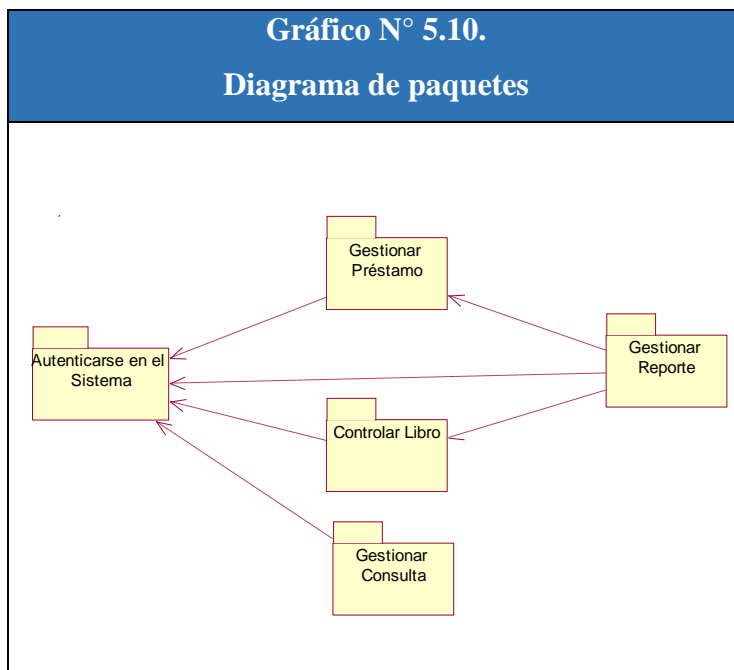 Gráfico N° 5.10.
Diagrama de paquetes
Gestionar
Préstamo
Autenticarse en el
Sistema
Gestionar
Reporte
Controlar Libro
Gestionar
Consulta